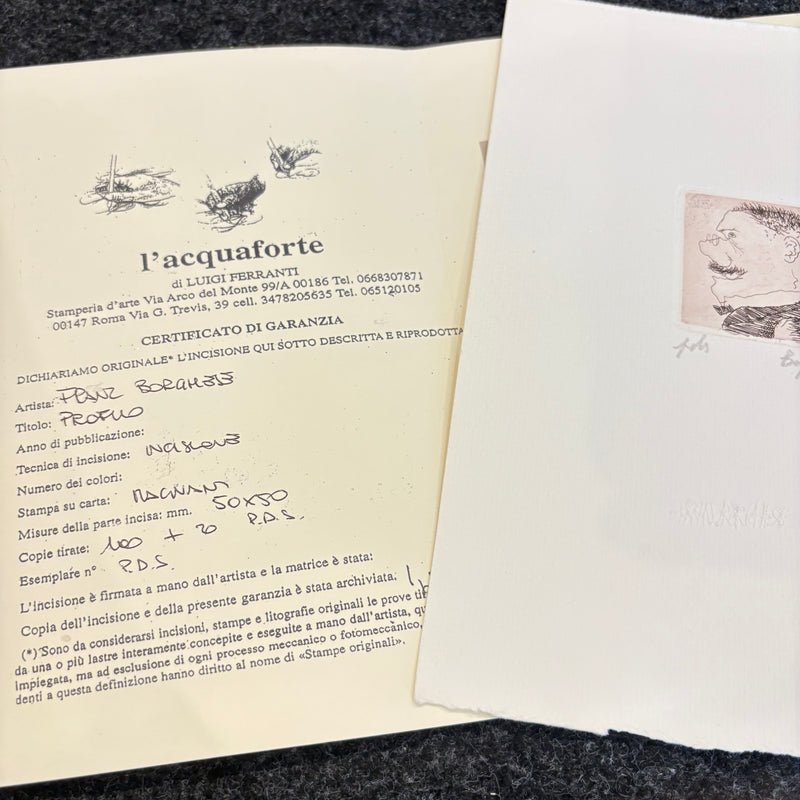 l'acquaforte
di LUIGI FERRANTI
Stamperia d'arte Via Arco del Monte 99/A 00186 Tel. 0668307871
00147 Roma Via G. Trevis, 39 cell. 3478205635 Tel. 065120105
CERTIFICATO DI GARANZIA
DICHIARIAMO ORIGINALE* L'INCISIONE QUI SOTTO DESCRITTA E RIPRODOTTA
Artista: FRANZ BORGHESE
Titolo: PROFILO
Anno di pubblicazione:
Tecnica di incisione: INCISIONE
Numero dei colori:
Stampa su carta: MAGNANI
Misure della parte incisa: mm. 50X50
Copie tirate: 100 + 20 P.D.S.
Esemplare n° P.D.S.
L'incisione è firmata a mano dall'artista e la matrice è stata:
Copia dell'incisione e della presente garanzia è stata archiviata.
(*) Sono da considerarsi incisioni, stampe e litografie originali le prove
da una o più lastre interamente concepite e eseguite a mano dall'artista,
impiegata, ma ad esclusione di ogni processo meccanico o fotomeccanico.
denti a questa definizione hanno diritto al nome di «Stampe originali».
pds